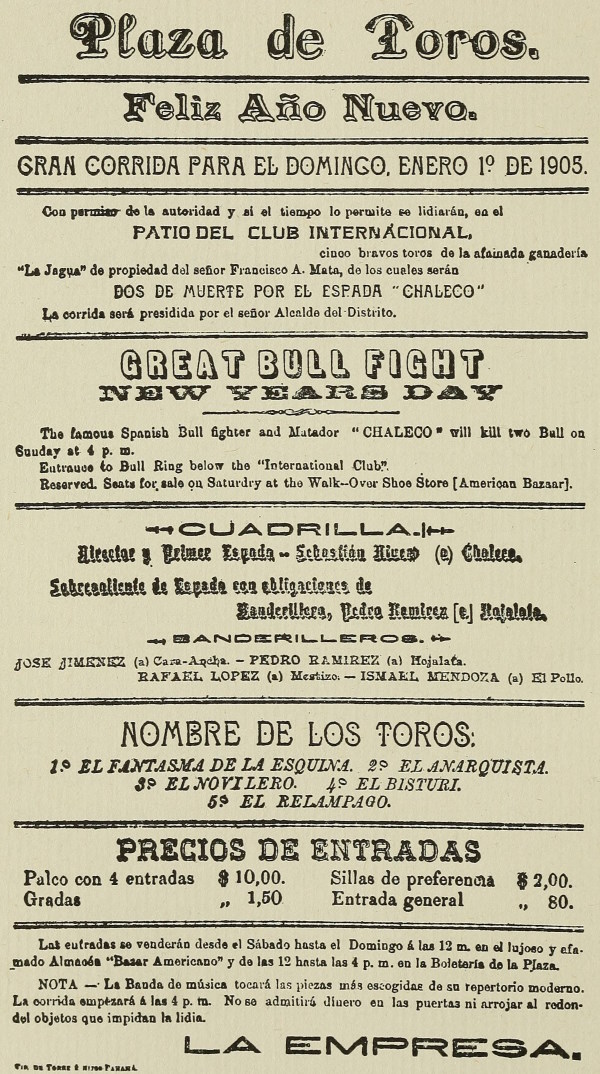 Plaza de Toros.
Feliz Año Nuevo.
GRAN CORRIDA PARA EL DOMINGO, ENERO 1º DE 1905.
Con permiso de la autoridad y si el tiempo lo permite se lidiarán, en el
PATIO DEL CLUB INTERNACIONAL,
cinco bravos toros de la afamada ganadería
"La Jagua" de propiedad del señor Francisco A. Mata, de los cuales serán
DOS DE MUERTE POR EL ESPADA "CHALECO"
La corrida será presidida por el señor Alcalde del Distrito.
GREAT BULL FIGHT
NEW YEARS DAY
The famous Spanish Bull fighter and Matador "CHALECO" will kill two Bull on
Sunday at 4 p. m.
Entrance to Bull Ring below the "International Club".
Reserved. Seats for sale on Saturdry at the Walk--Over Shoe Store [American Bazaar].
CUADRILLA.
Director y Primer Espada - Sebastián (a) Chaleco.
Sobresaliente de Espada con obligaciones de
Banderillero, Pedro Ramirez [a] Hojalata.
BANDERILLEROS.
JOSE JIMENEZ (a) Cara-Ancha. - PEDRO RAMIREZ (a) Hojalata.
RAFAEL LOPEZ (a) Mestizo. - ISMAEL MENDOZA (a) El Pollo.
NOMBRE DE LOS TOROS:
1.º EL FANTASMA DE LA ESQUINA. 2º EL ANARQUISTA.
3º EL NOVILERO. 4º EL BISTURI.
5º EL RELAMPAGO.
PRECIOS DE ENTRADAS
Palco con 4 entradas $ 10,00. Sillas de preferencia $ 2,00.
Gradas „ 1,50 Entrada general „ 80.
Las entradas se venderán desde el Sábado hasta el Domingo á las 12 m. en el lujoso y afa-
mado Almacén "Bazar Americano" y de las 12 hasta las 4 p. m. en la Boletería de la Plaza.
NOTA — La Banda de música tocará las piezas más escogidas de su repertorio moderno.
La corrida empezará á las 4 p. m. No se admitirá dinero en las puertas ni arrojar al redon-
del objetos que impidan la lidia.
LA EMPRESA.
TIP. DE TORRE É HIJOS PANAMÁ.